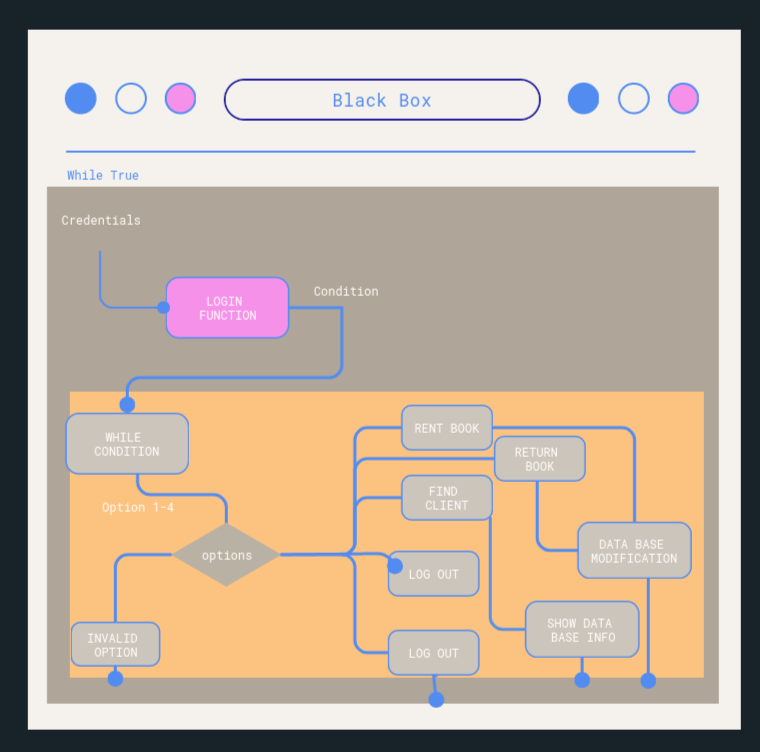 Black Box
While True
Credentials
LOGIN
FUNCTION
Condition
WHILE
CONDITION
Option 1-4
options
INVALID
OPTION
RENT BOOK
RETURN
BOOK
FIND
CLIENT
LOG OUT
DATA BASE
MODIFICATION
SHOW DATA
BASE INFO
LOG OUT